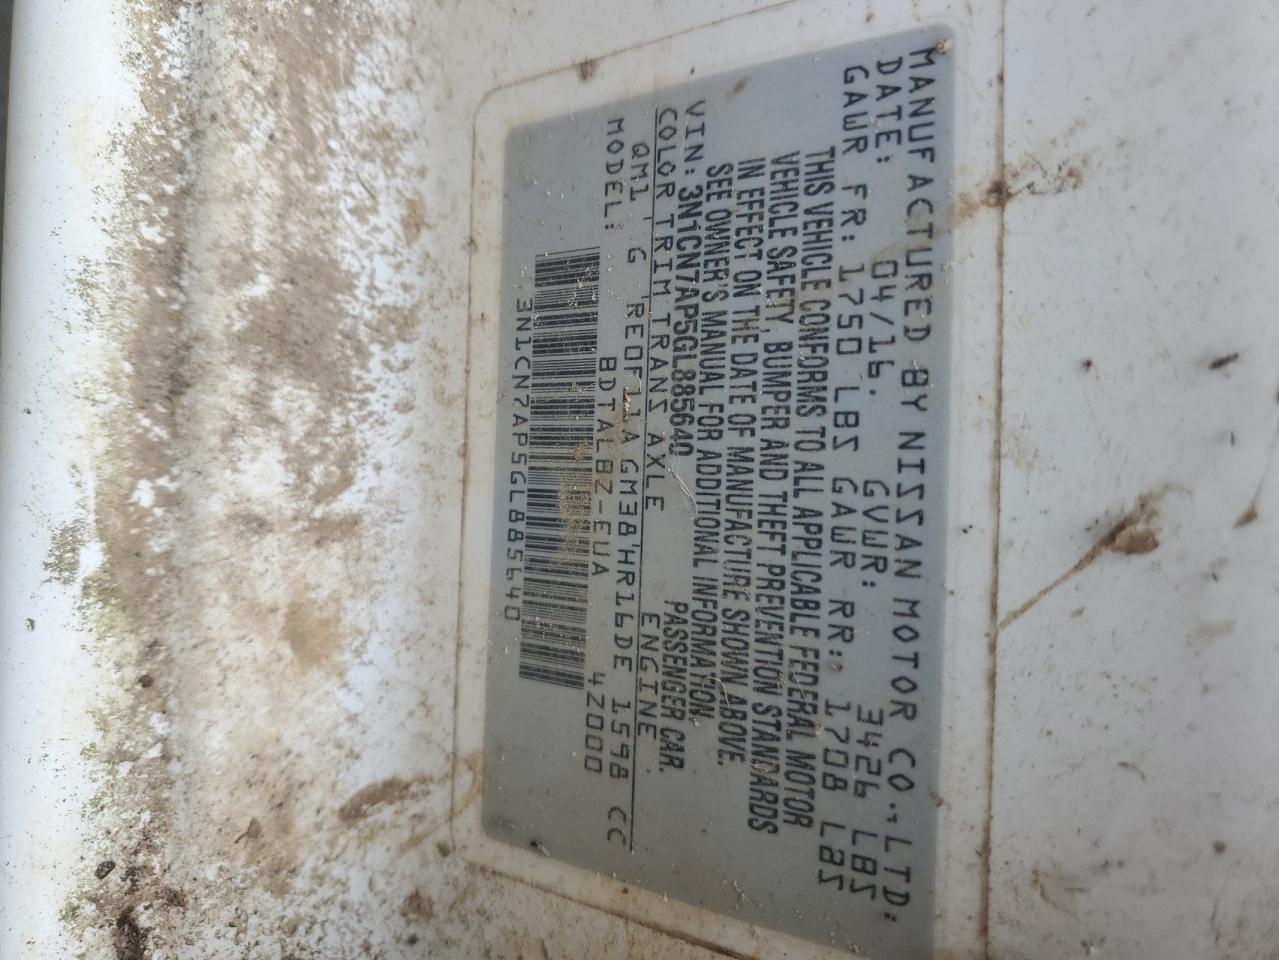 MANUFACTURED BY NISSAN MOTOR CO., LTD.
DATE: 04/16. GVWR: 3426 LBS
GAWR FR: 1750 LBS GAWR RR: 1708 LBS
THIS VEHICLE CONFORMS TO ALL APPLICABLE FEDERAL MOTOR
VEHICLE SAFETY, BUMPER AND THEFT PREVENTION STANDARDS
IN EFFECT ON THE DATE OF MANUFACTURE SHOWN ABOVE.
SEE OWNER'S MANUAL FOR ADDITIONAL INFORMATION
VIN: 3N1CN7AP5GL885640 PASSENGER CAR.
COLOR TRIM TRANS AXLE ENGINE
QM1 G RE0F11A GM38 HR16DE 1598 CC
MODEL: BDTALBZ-EUA 4Z000
3N1CN7AP5GL885640